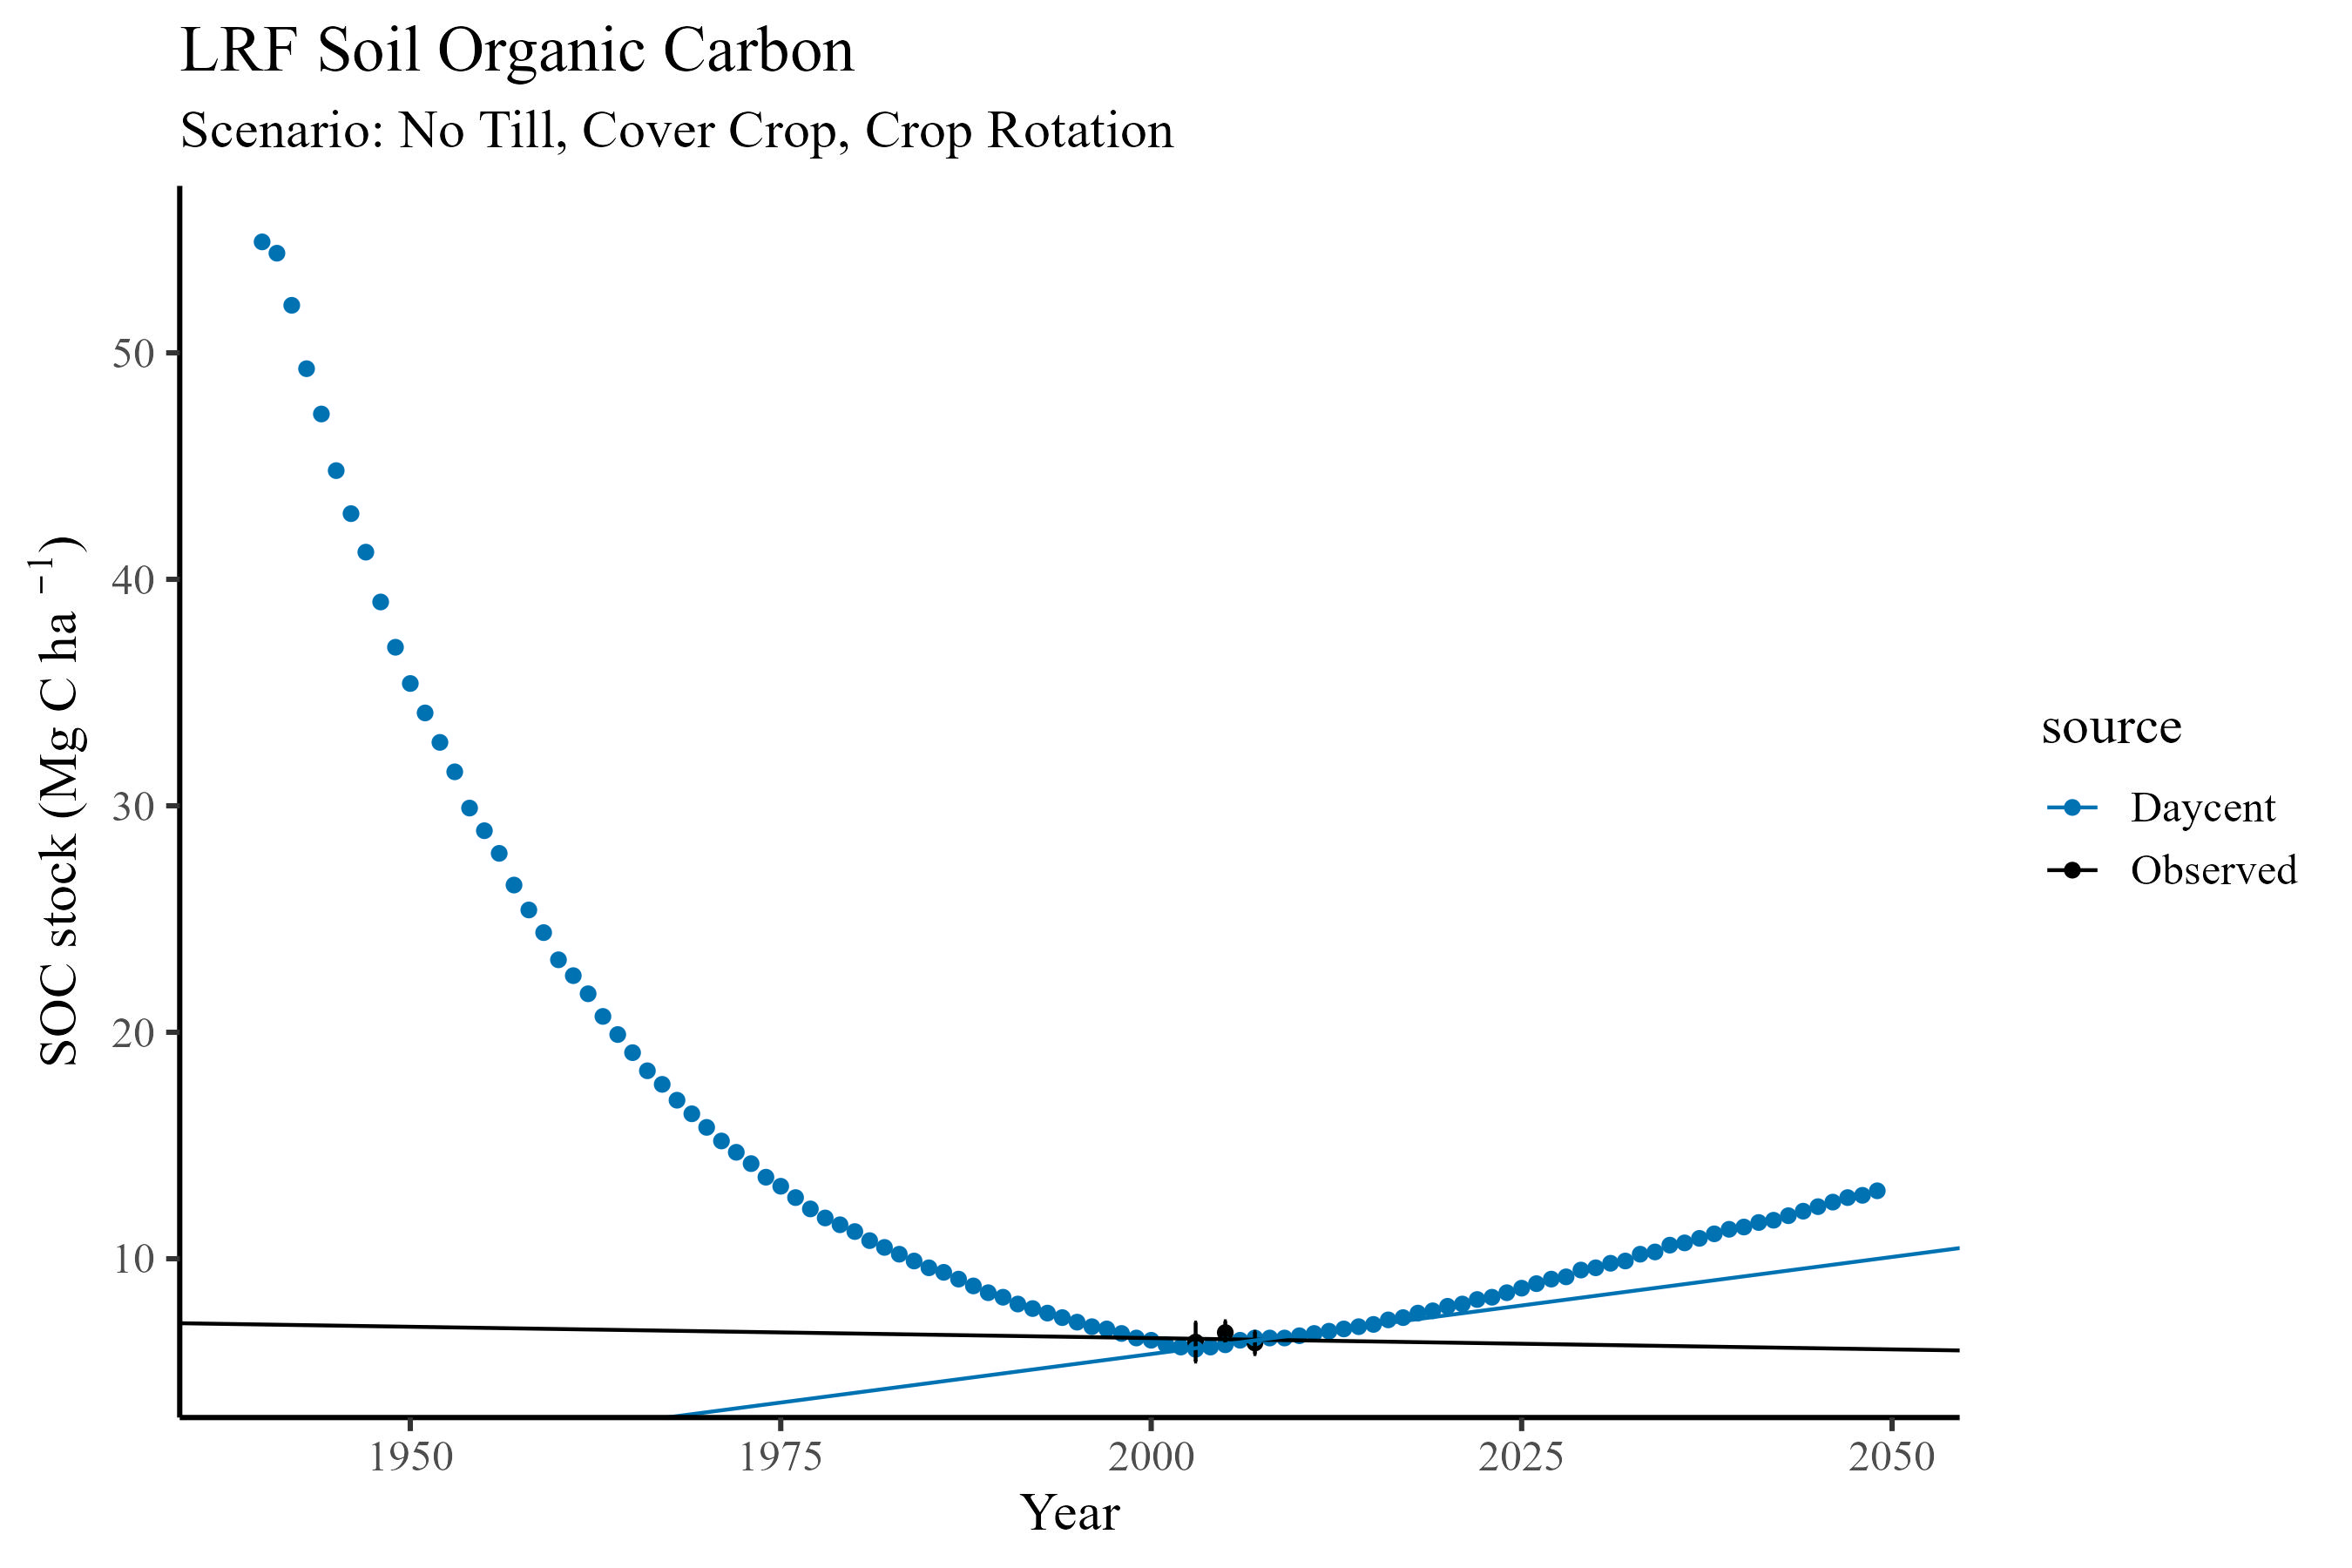 LRF Soil Organic Carbon
Scenario: No Till, Cover Crop, Crop Rotation
SOC stock (Mg C ha⁻¹)
50
40
30
20
10
1950 1975 2000 2025 2050
Year
source
Daycent
Observed